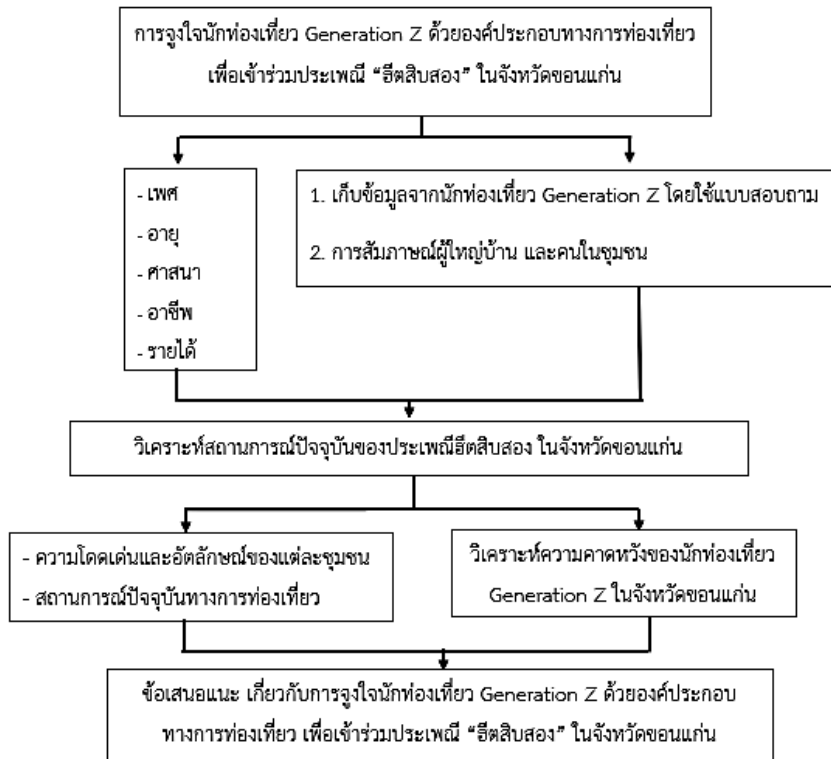 การจูงใจนักท่องเที่ยว Generation Z ด้วยองค์ประกอบทางการท่องเที่ยว
เพื่อเข้าร่วมประเพณี “ฮีตสิบสอง” ในจังหวัดขอนแก่น
- เพศ
- อายุ
- ศาสนา
- อาชีพ
- รายได้
1. เก็บข้อมูลจากนักท่องเที่ยว Generation Z โดยใช้แบบสอบถาม
2. การสัมภาษณ์ผู้ใหญ่บ้าน และคนในชุมชน
วิเคราะห์สถานการณ์ปัจจุบันของประเพณีฮีตสิบสอง ในจังหวัดขอนแก่น
- ความโดดเด่นและอัตลักษณ์ของแต่ละชุมชน
- สถานการณ์ปัจจุบันทางการท่องเที่ยว
วิเคราะห์ความคาดหวังของนักท่องเที่ยว
Generation Z ในจังหวัดขอนแก่น
ข้อเสนอแนะ เกี่ยวกับการจูงใจนักท่องเที่ยว Generation Z ด้วยองค์ประกอบ
ทางการท่องเที่ยว เพื่อเข้าร่วมประเพณี “ฮีตสิบสอง” ในจังหวัดขอนแก่น